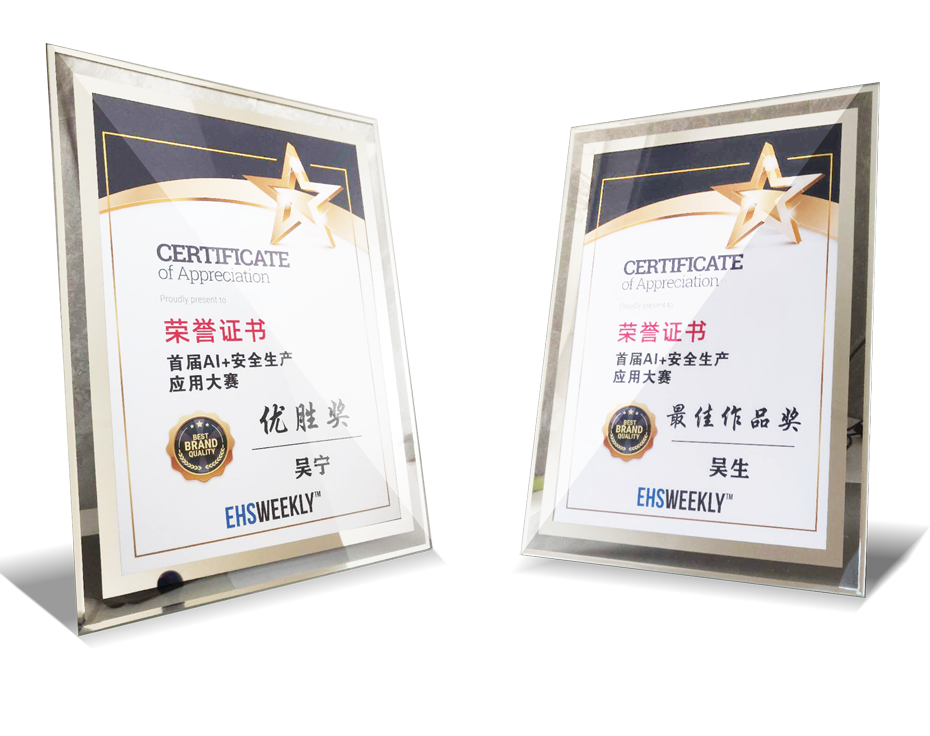 CERTIFICATE
of Appreciation
Proudly present to
荣誉证书
首届AI+安全生产
应用大赛
优胜奖
BEST
BRAND
QUALITY
吴宁
EHSWEEKLY™
CERTIFICATE
of Appreciation
Proudly present to
荣誉证书
首届AI+安全生产
应用大赛
最佳作品奖
BEST
BRAND
QUALITY
吴生
EHSWEEKLY™